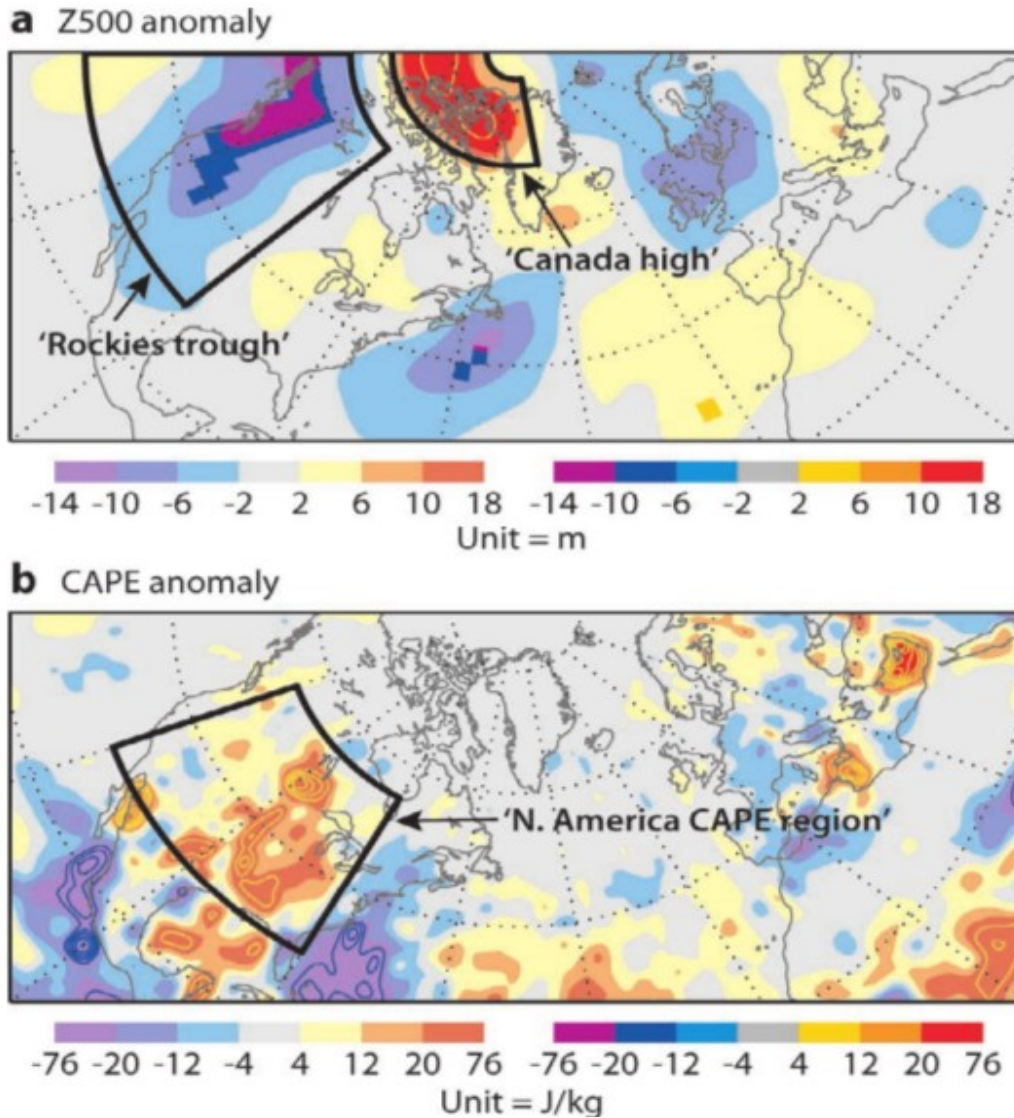 a Z500 anomaly
'Canada high'
'Rockies trough'
-14 -10 -6 -2 2 6 10 18 -14 -10 -6 -2 2 6 10 18
Unit = m
b CAPE anomaly
'N. America CAPE region'
-76 -20 -12 -4 4 12 20 76 -76 -20 -12 -4 4 12 20 76
Unit = J/kg